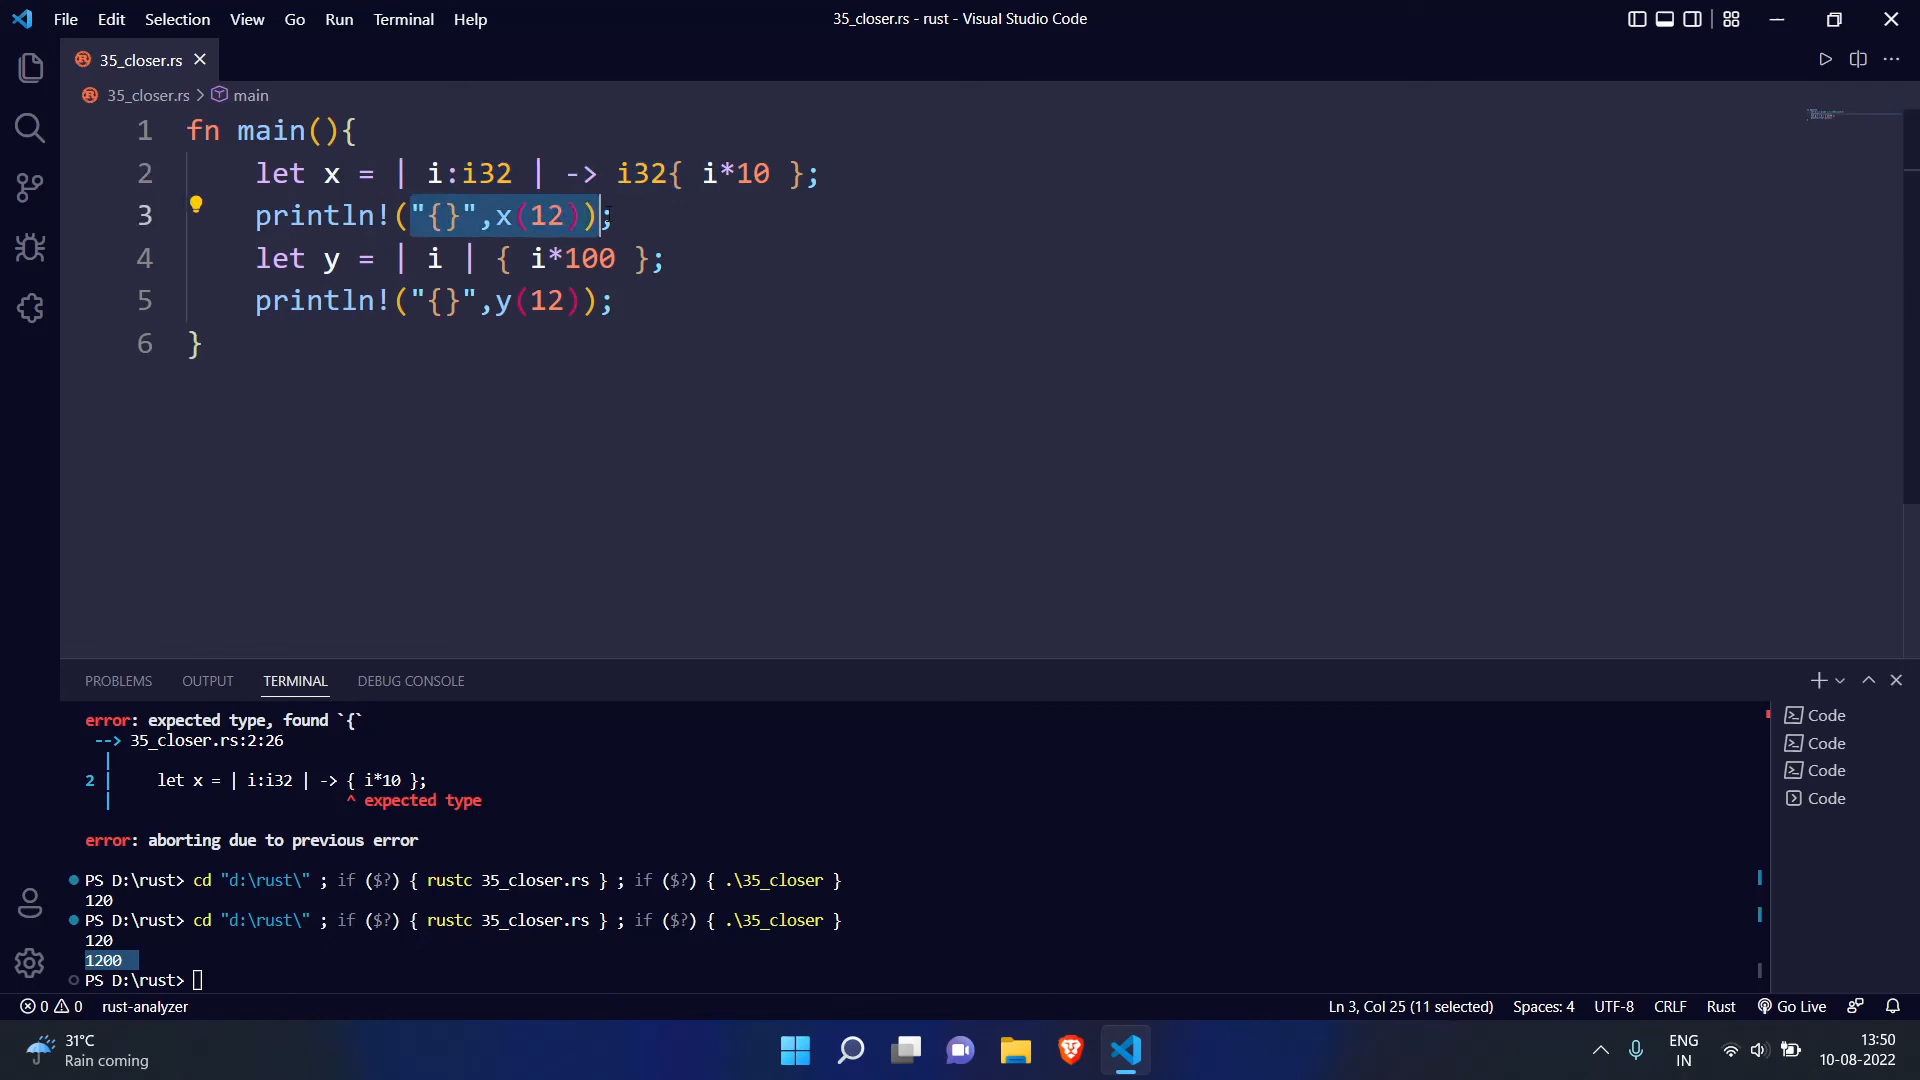 File Edit Selection View Go Run Terminal Help
35_closer.rs - rust - Visual Studio Code
35_closer.rs
35_closer.rs > main
1 fn main(){
2 let x = | i:i32 | -> i32{ i*10 };
3 println!("{}",x(12));
4 let y = | i | { i*100 };
5 println!("{}",y(12));
6 }
PROBLEMS OUTPUT TERMINAL DEBUG CONSOLE
error: expected type, found `{`
--> 35_closer.rs:2:26
|
2 | let x = | i:i32 | -> { i*10 };
| ^ expected type
error: aborting due to previous error
PS D:\rust> cd "d:\rust\" ; if ($?) { rustc 35_closer.rs } ; if ($?) { .\35_closer }
120
PS D:\rust> cd "d:\rust\" ; if ($?) { rustc 35_closer.rs } ; if ($?) { .\35_closer }
120
1200
PS D:\rust>
Code
Code
Code
Code
0 0 rust-analyzer
Ln 3, Col 25 (11 selected) Spaces: 4 UTF-8 CRLF Rust Go Live
31°C
Rain coming
ENG
IN
13:50
10-08-2022